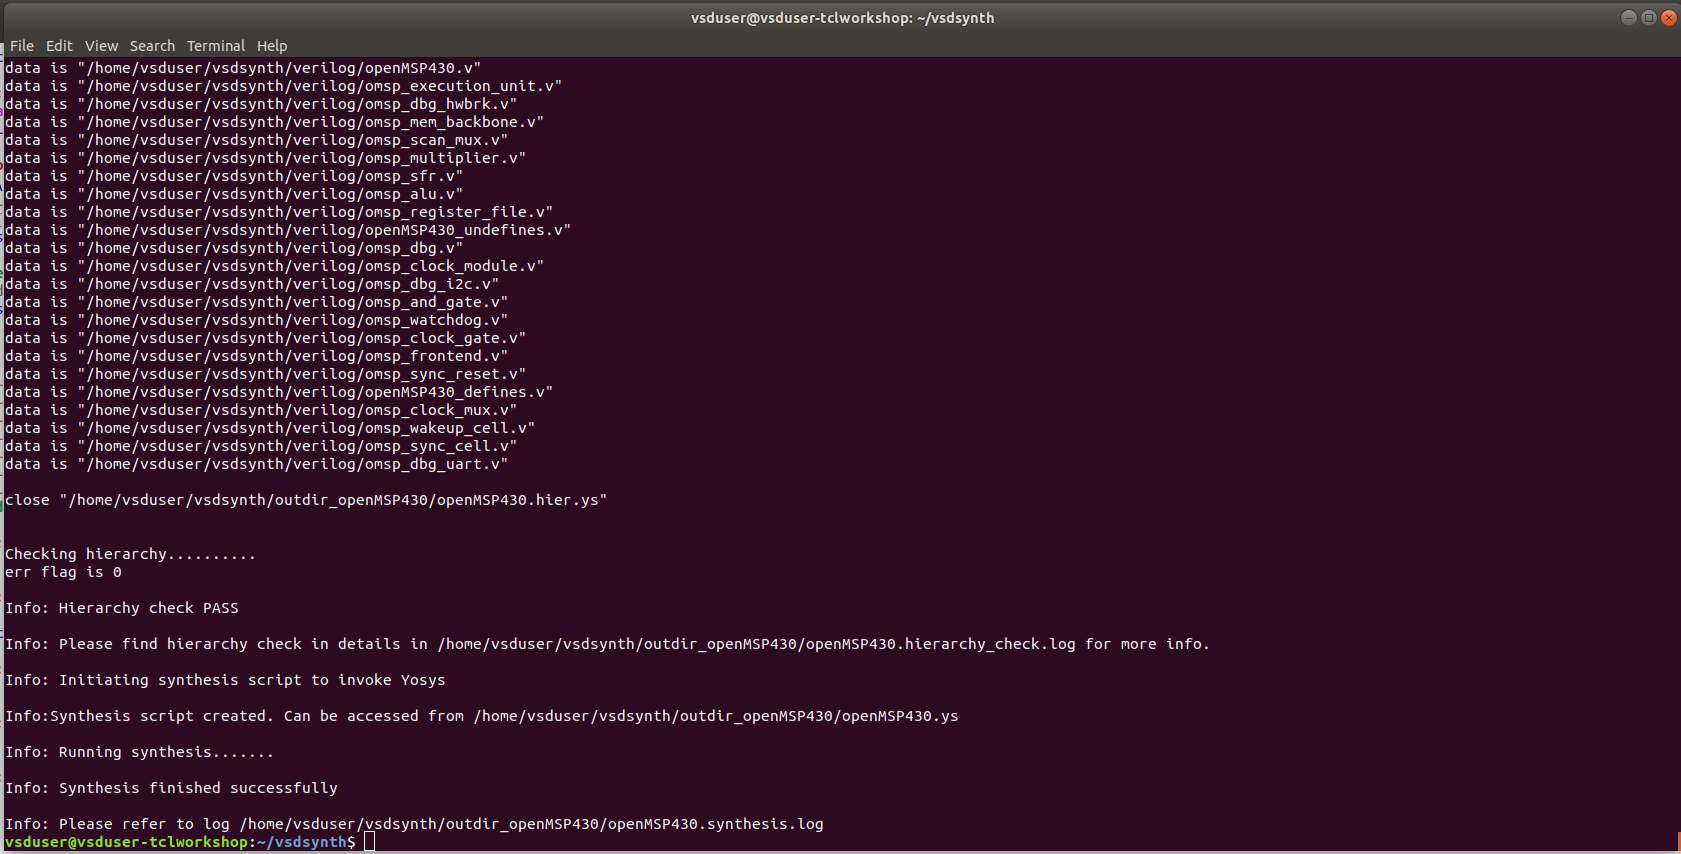 vsduser@vsduser-tclworkshop: ~/vsdsynth
File Edit View Search Terminal Help
data is "/home/vsduser/vsdsynth/verilog/openMSP430.v"
data is "/home/vsduser/vsdsynth/verilog/omsp_execution_unit.v"
data is "/home/vsduser/vsdsynth/verilog/omsp_dbg_hwbrk.v"
data is "/home/vsduser/vsdsynth/verilog/omsp_mem_backbone.v"
data is "/home/vsduser/vsdsynth/verilog/omsp_scan_mux.v"
data is "/home/vsduser/vsdsynth/verilog/omsp_multiplier.v"
data is "/home/vsduser/vsdsynth/verilog/omsp_sfr.v"
data is "/home/vsduser/vsdsynth/verilog/omsp_alu.v"
data is "/home/vsduser/vsdsynth/verilog/omsp_register_file.v"
data is "/home/vsduser/vsdsynth/verilog/openMSP430_undefines.v"
data is "/home/vsduser/vsdsynth/verilog/omsp_dbg.v"
data is "/home/vsduser/vsdsynth/verilog/omsp_clock_module.v"
data is "/home/vsduser/vsdsynth/verilog/omsp_dbg_i2c.v"
data is "/home/vsduser/vsdsynth/verilog/omsp_and_gate.v"
data is "/home/vsduser/vsdsynth/verilog/omsp_watchdog.v"
data is "/home/vsduser/vsdsynth/verilog/omsp_clock_gate.v"
data is "/home/vsduser/vsdsynth/verilog/omsp_frontend.v"
data is "/home/vsduser/vsdsynth/verilog/omsp_sync_reset.v"
data is "/home/vsduser/vsdsynth/verilog/openMSP430_defines.v"
data is "/home/vsduser/vsdsynth/verilog/omsp_clock_mux.v"
data is "/home/vsduser/vsdsynth/verilog/omsp_wakeup_cell.v"
data is "/home/vsduser/vsdsynth/verilog/omsp_sync_cell.v"
data is "/home/vsduser/vsdsynth/verilog/omsp_dbg_uart.v"
close "/home/vsduser/vsdsynth/outdir_openMSP430/openMSP430.hier.ys"
Checking hierarchy..........
err flag is 0
Info: Hierarchy check PASS
Info: Please find hierarchy check in details in /home/vsduser/vsdsynth/outdir_openMSP430/openMSP430.hierarchy_check.log for more info.
Info: Initiating synthesis script to invoke Yosys
Info:Synthesis script created. Can be accessed from /home/vsduser/vsdsynth/outdir_openMSP430/openMSP430.ys
Info: Running synthesis.......
Info: Synthesis finished successfully
Info: Please refer to log /home/vsduser/vsdsynth/outdir_openMSP430/openMSP430.synthesis.log
vsduser@vsduser-tclworkshop:~/vsdsynth$